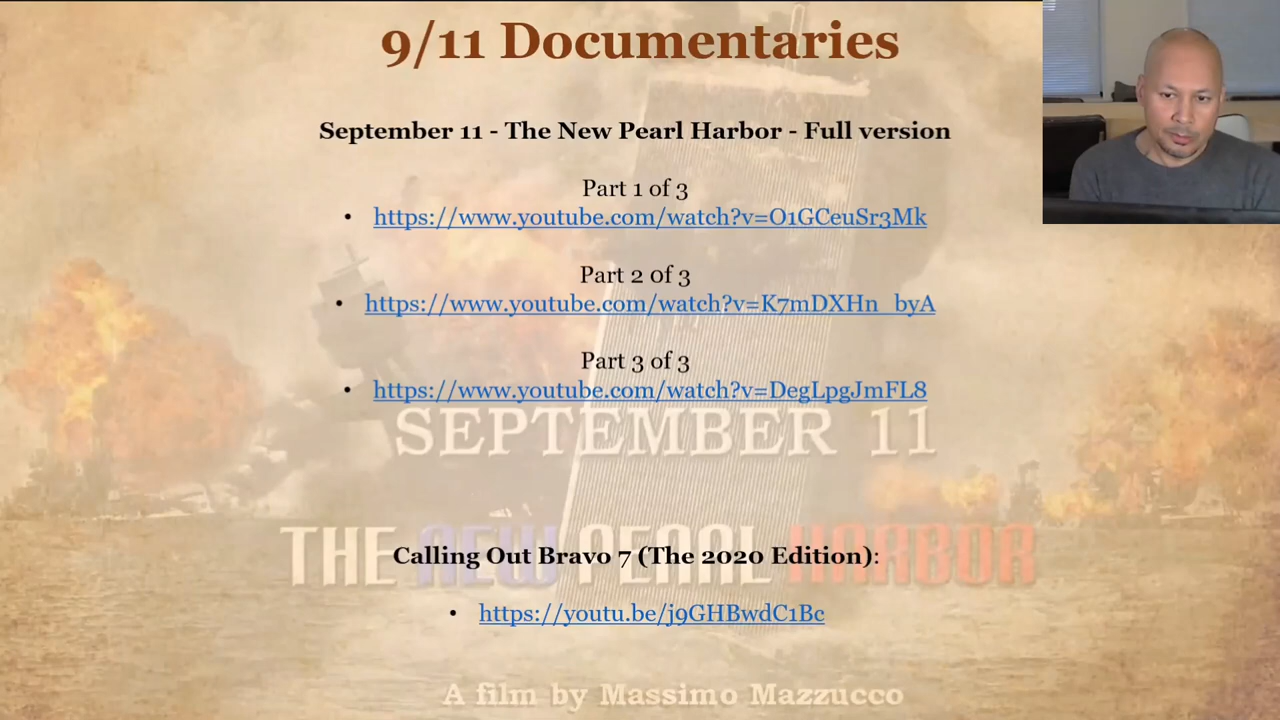 9/11 Documentaries
September 11 - The New Pearl Harbor - Full version
Part 1 of 3
• https://www.youtube.com/watch?v=O1GCeuSr3Mk
Part 2 of 3
• https://www.youtube.com/watch?v=K7mDXHn_byA
Part 3 of 3
• https://www.youtube.com/watch?v=DegLpgJmFL8
SEPTEMBER 11
THE NEW PEARL HARBOR
Calling Out Bravo 7 (The 2020 Edition):
• https://youtu.be/j9GHBwdC1Bc
A film by Massimo Mazzucco